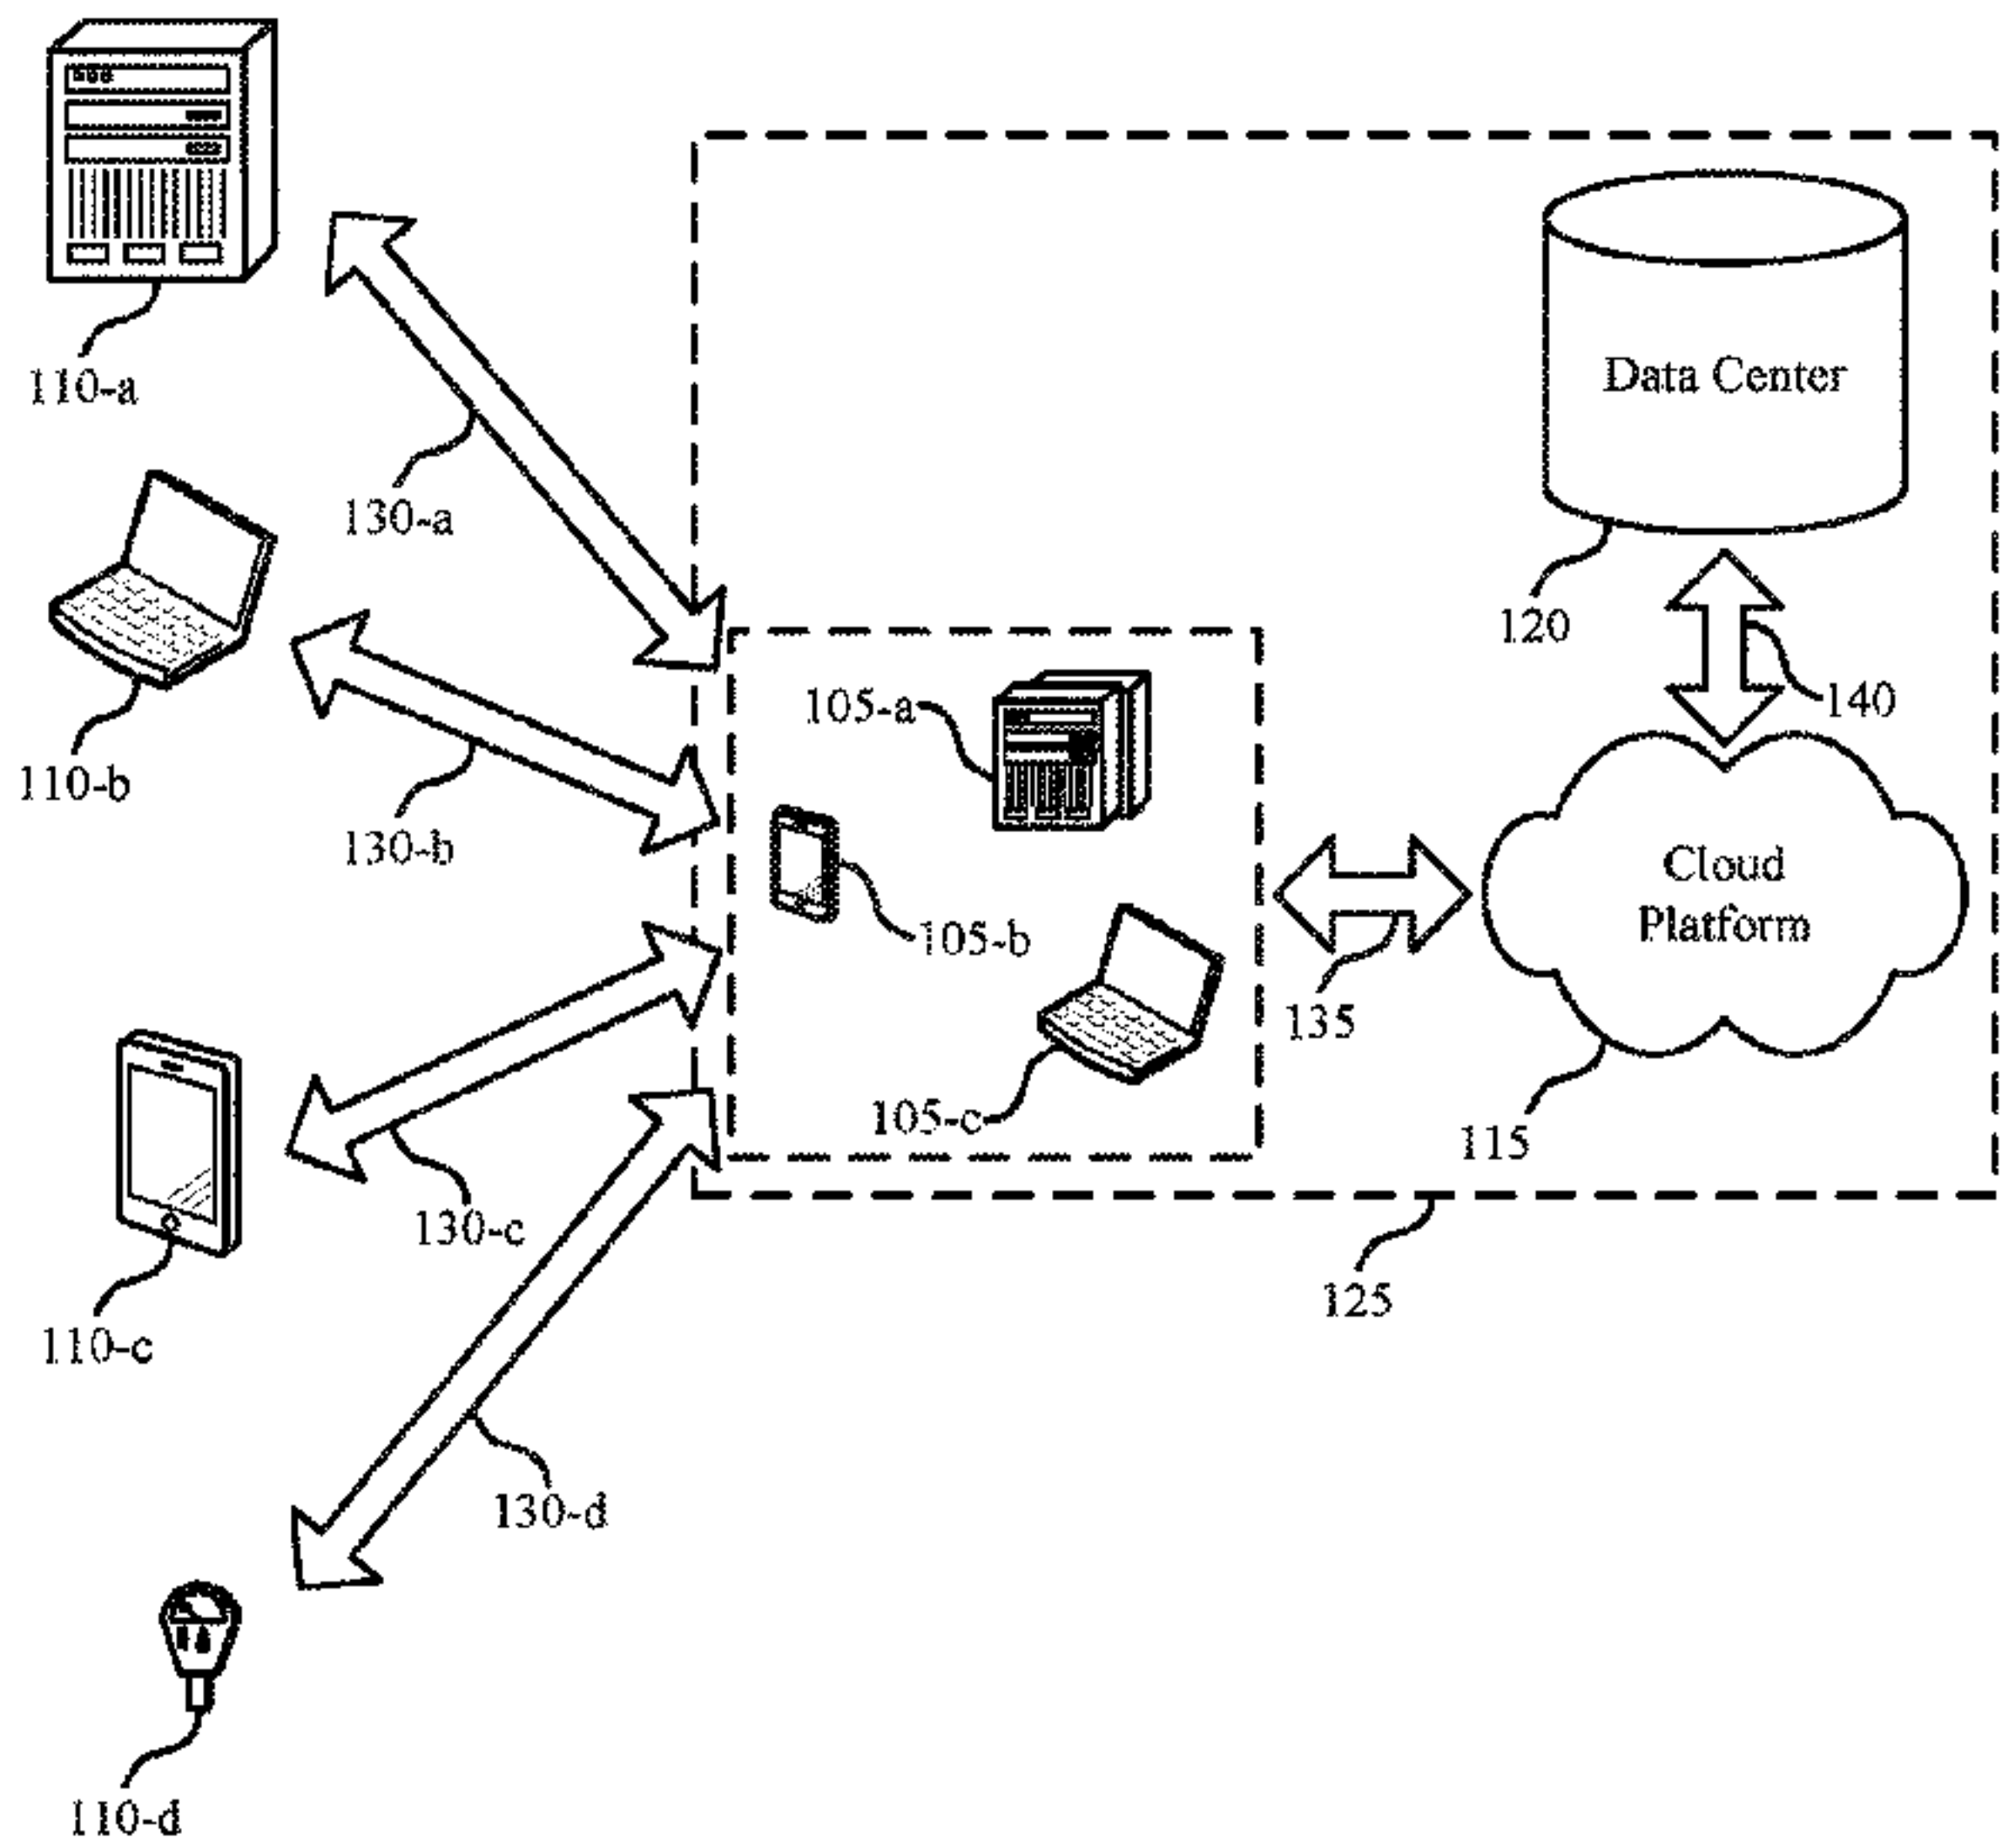 110-a
130-a
Data Center
120
140
105-a
110-b
130-b
105-b
Cloud
Platform
135
105-c
115
130-c
125
110-c
130-d
110-d